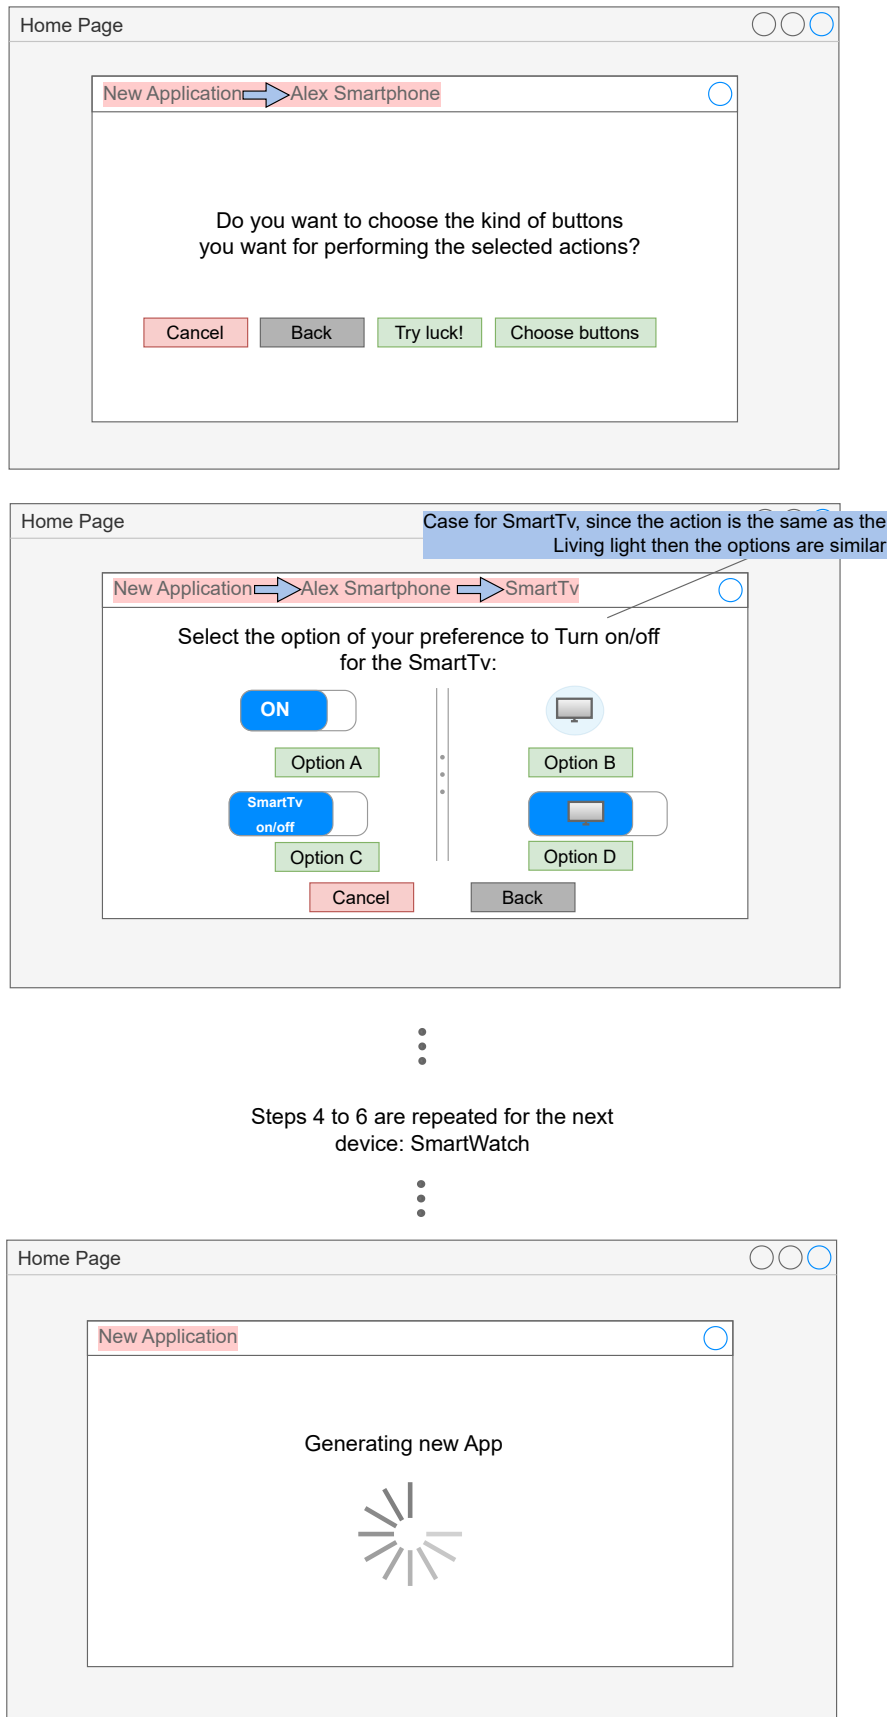 Home Page
New Application
Alex Smartphone
Do you want to choose the kind of buttons
you want for performing the selected actions?
Cancel
Back
Try luck!
Choose buttons
Home Page
Case for SmartTv, since the action is the same as the
Living light then the options are similar
New Application
Alex Smartphone
SmartTv
Select the option of your preference to Turn on/off
for the SmartTv:
ON
Option A
Option B
SmartTv
on/off
Option C
Option D
Cancel
Back
Steps 4 to 6 are repeated for the next
device: SmartWatch
Home Page
New Application
Generating new App